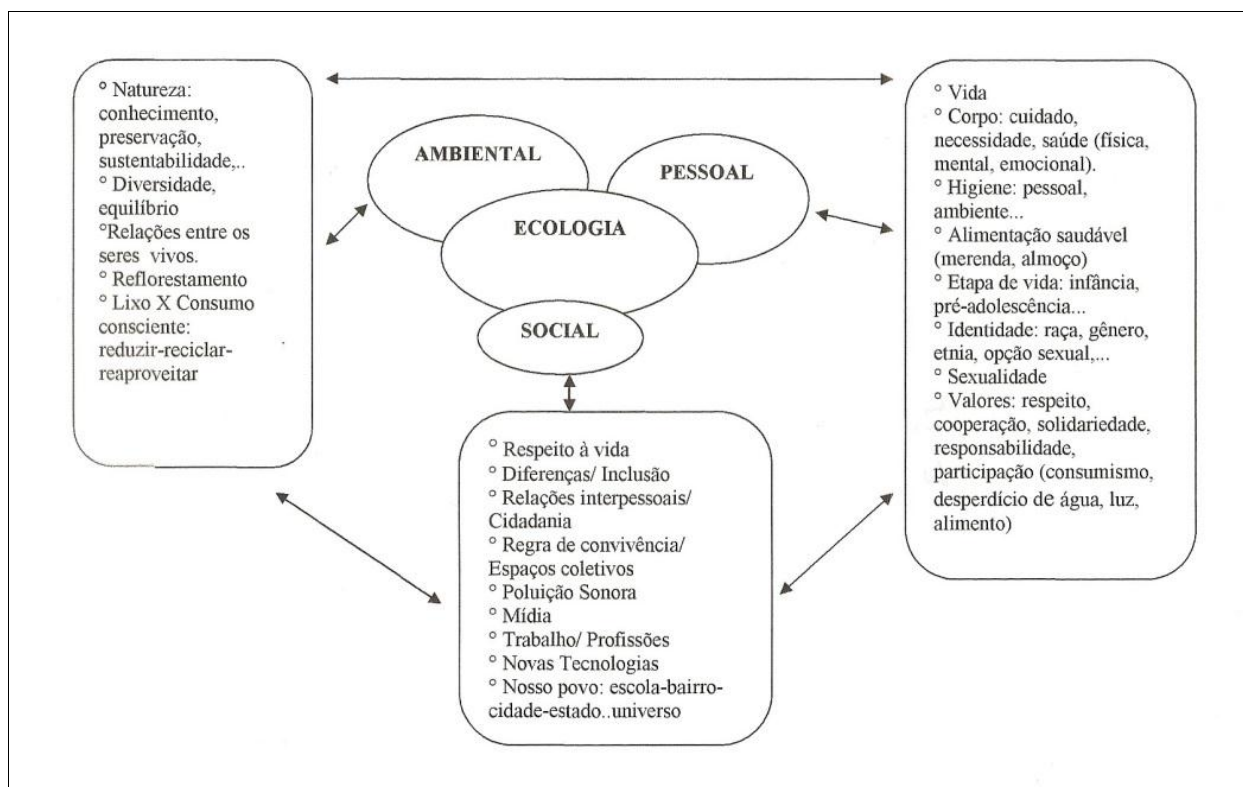 ° Natureza:
conhecimento,
preservação,
sustentabilidade,..
° Diversidade,
equilíbrio
°Relações entre os
seres vivos.
° Reflorestamento
° Lixo X Consumo
consciente:
reduzir-reciclar-
reaproveitar
AMBIENTAL
PESSOAL
ECOLOGIA
SOCIAL
° Vida
° Corpo: cuidado,
necessidade, saúde (física,
mental, emocional).
° Higiene: pessoal,
ambiente...
° Alimentação saudável
(merenda, almoço)
° Etapa de vida: infância,
pré-adolescência...
° Identidade: raça, gênero,
etnia, opção sexual,...
° Sexualidade
° Valores: respeito,
cooperação, solidariedade,
responsabilidade,
participação (consumismo,
desperdício de água, luz,
alimento)
° Respeito à vida
° Diferenças/ Inclusão
° Relações interpessoais/
Cidadania
° Regra de convivência/
Espaços coletivos
° Poluição Sonora
° Mídia
° Trabalho/ Profissões
° Novas Tecnologias
° Nosso povo: escola-bairro-
cidade-estado..universo